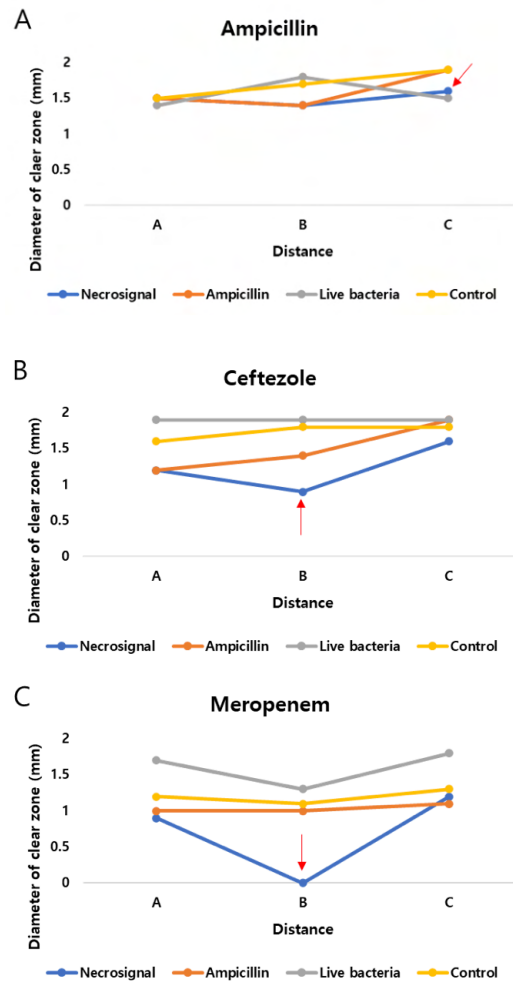 A
Ampicillin
Diameter of claer zone (mm)
2
1.5
1
0.5
0
A B C
Distance
Necrosignal Ampicillin Live bacteria Control
B
Ceftezole
Diameter of clear zone (mm)
2
1.5
1
0.5
0
A B C
Distance
Necrosignal Ampicillin Live bacteria Control
C
Meropenem
Diameter of clear zone (mm)
2
1.5
1
0.5
0
A B C
Distance
Necrosignal Ampicillin Live bacteria Control